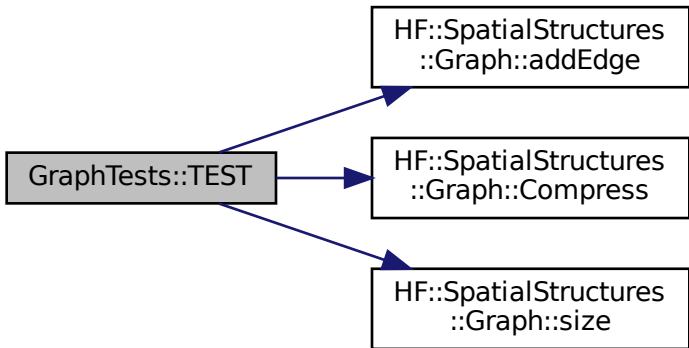 HF::SpatialStructures
::Graph::addEdge
GraphTests::TEST
HF::SpatialStructures
::Graph::Compress
HF::SpatialStructures
::Graph::size